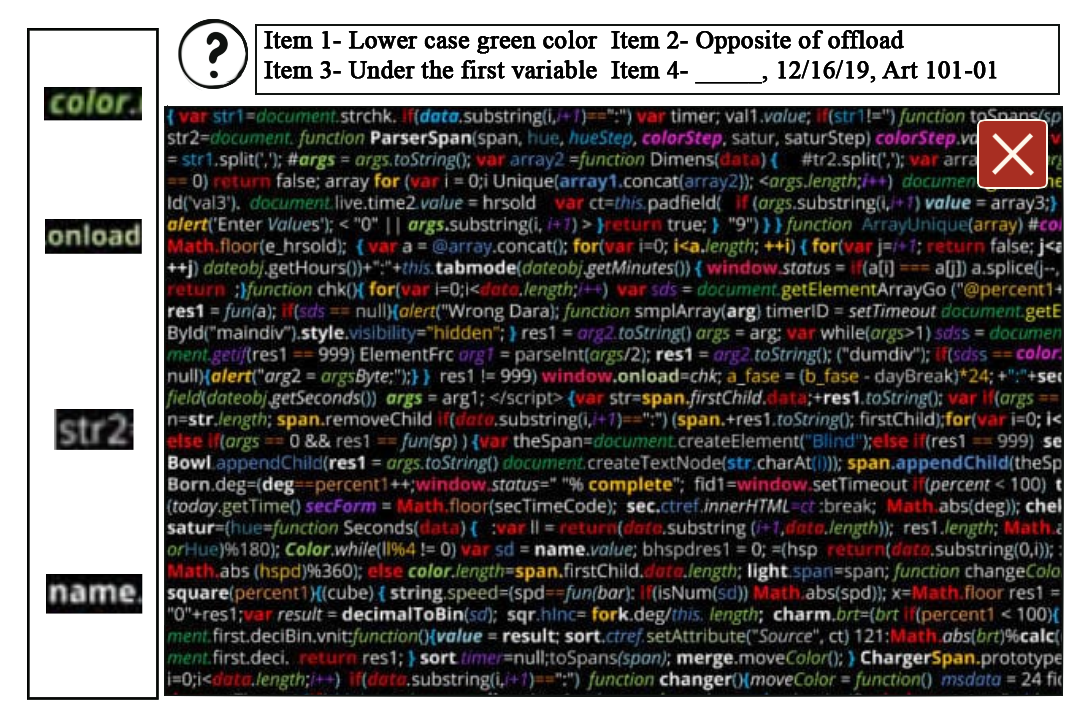 ?
Item 1- Lower case green color Item 2- Opposite of offload
Item 3- Under the first variable Item 4- _____, 12/16/19, Art 101-01
color.
.onload
str2
name.
{ var str1=document.strchk. if(data.substring(i,i+1)==":") var timer; val1.value; if(str1!=") function toSpans(sp
str2=document. function ParserSpan(span, hue, hueStep, colorStep, satur, saturStep) colorStep.va
= str1.split(','); #args = args.toString(); var array2 =function Dimens(data) { #tr2.split(','); var arra
== 0) return false; array for (var i = 0;i Unique(array1.concat(array2)); <args.length;i++) documen
Id('val3'). document.live.time2.value = hrsold var ct=this.padfield( if (args.substring(i,i+1) value = array3;}
alert('Enter Values"); < "0" || args.substring(i, i+1) > }return true; } "9") } } function ArrayUnique(array) #col
Math.floor(e_hrsold); { var a = @array.concat(); for(var i=0; i<a.length; ++i) { for(var j=i+1; return false; j<a
++j) dateobj.getHours())+":"+this.tabmode(dateobj.getMinutes()) { window.status = if(a[i] === a[j]) a.splice(j--,
return ;}function chk(){ for(var i=0;i<data.length;i++) var sds = document.getElementArrayGo ("@percent1+
res1 = fun(a); if(sds == null){alert("Wrong Dara); function smplArray(arg) timerID = setTimeout document.getE
ById("maindiv").style.visibility="hidden"; } res1 = arg2.toString() args = arg; var while(args>1) sdss = documen
ment.getif(res1 == 999) ElementFrc arg1 = parseInt(args/2); res1 = arg2.toString(); ("dumdiv"); if(sdss == color.
null){alert("arg2 = argsByte;");} } res1 != 999) window.onload=chk; a_fase = (b_fase - dayBreak)*24; +":"+sec
field(dateobj.getSeconds()) args = arg1; </script> {var str=span.firstChild.data;+res1.toString(); var if(args ==
n=str.length; span.removeChild if(data.substring(i,i+1)==":") (span.+res1.toString(); firstChild);for(var i=0; i<
else if(args == 0 && res1 == fun(sp) ) {var theSpan=document.createElement("Blind");else if(res1 == 999) se
Bowl.appendChild(res1 = args.toString() document.createTextNode(str.charAt(i))); span.appendChild(theSp
Born.deg=(deg==percent1++;window.status=" "% complete"; fid1=window.setTimeout if(percent < 100) t
(today.getTime() secForm = Math.floor(secTimeCode); sec.ctref.innerHTML=ct :break; Math.abs(deg)); chel
satur=(hue=function Seconds(data) { :var ll = return(data.substring (i+1,data.length)); res1.length; Math.a
orHue)%180); Color.while(ll%4 != 0) var sd = name.value; bhspdres1 = 0; =(hsp return(data.substring(0,i));
Math.abs (hspd)%360); else color.length=span.firstChild.data.length; light.span=span; function changeColo
square(percent1){(cube) { string.speed=(spd==fun(bar); if(isNum(sd)) Math.abs(spd)); x=Math.floor res1 =
"0"+res1;var result = decimalToBin(sd); sqr.hInc= fork.deg/this. length; charm.brt=(brt if(percent1 < 100){
ment.first.deciBin.vnit:function(){value = result; sort.ctref.setAttribute("Source", ct) 121:Math.abs(brt)%calc(
ment.first.deci. return res1; } sort.timer=null;toSpans(span); merge.moveColor(); } ChargerSpan.prototype
i=0;i<data.length;i++) if(data.substring(i,i+1)==":") function changer(){moveColor = function() msdata = 24 fi